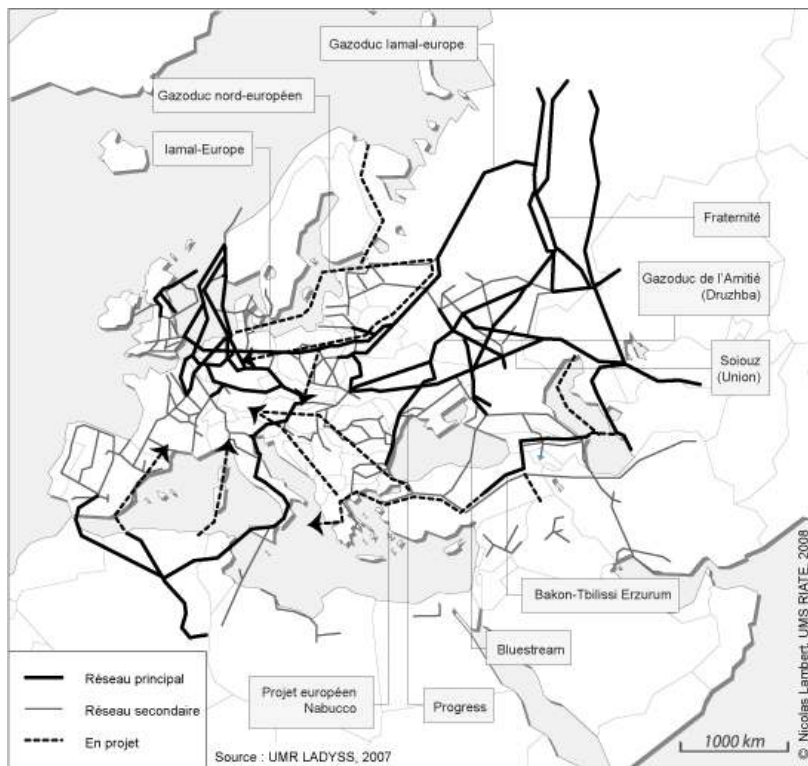 Gazoduc Iamal-europe
Gazoduc nord-européen
Iamal-Europe
Fraternité
Gazoduc de l'Amitié
(Druzhba)
Soiouz
(Union)
Bakon-Tbilissi Erzurum
Bluestream
Projet européen
Nabucco
Progress
Réseau principal
Réseau secondaire
En projet
Source : UMR LADYSS, 2007
1000 km
© Nicolas Lambert, UMS RIATE, 2008